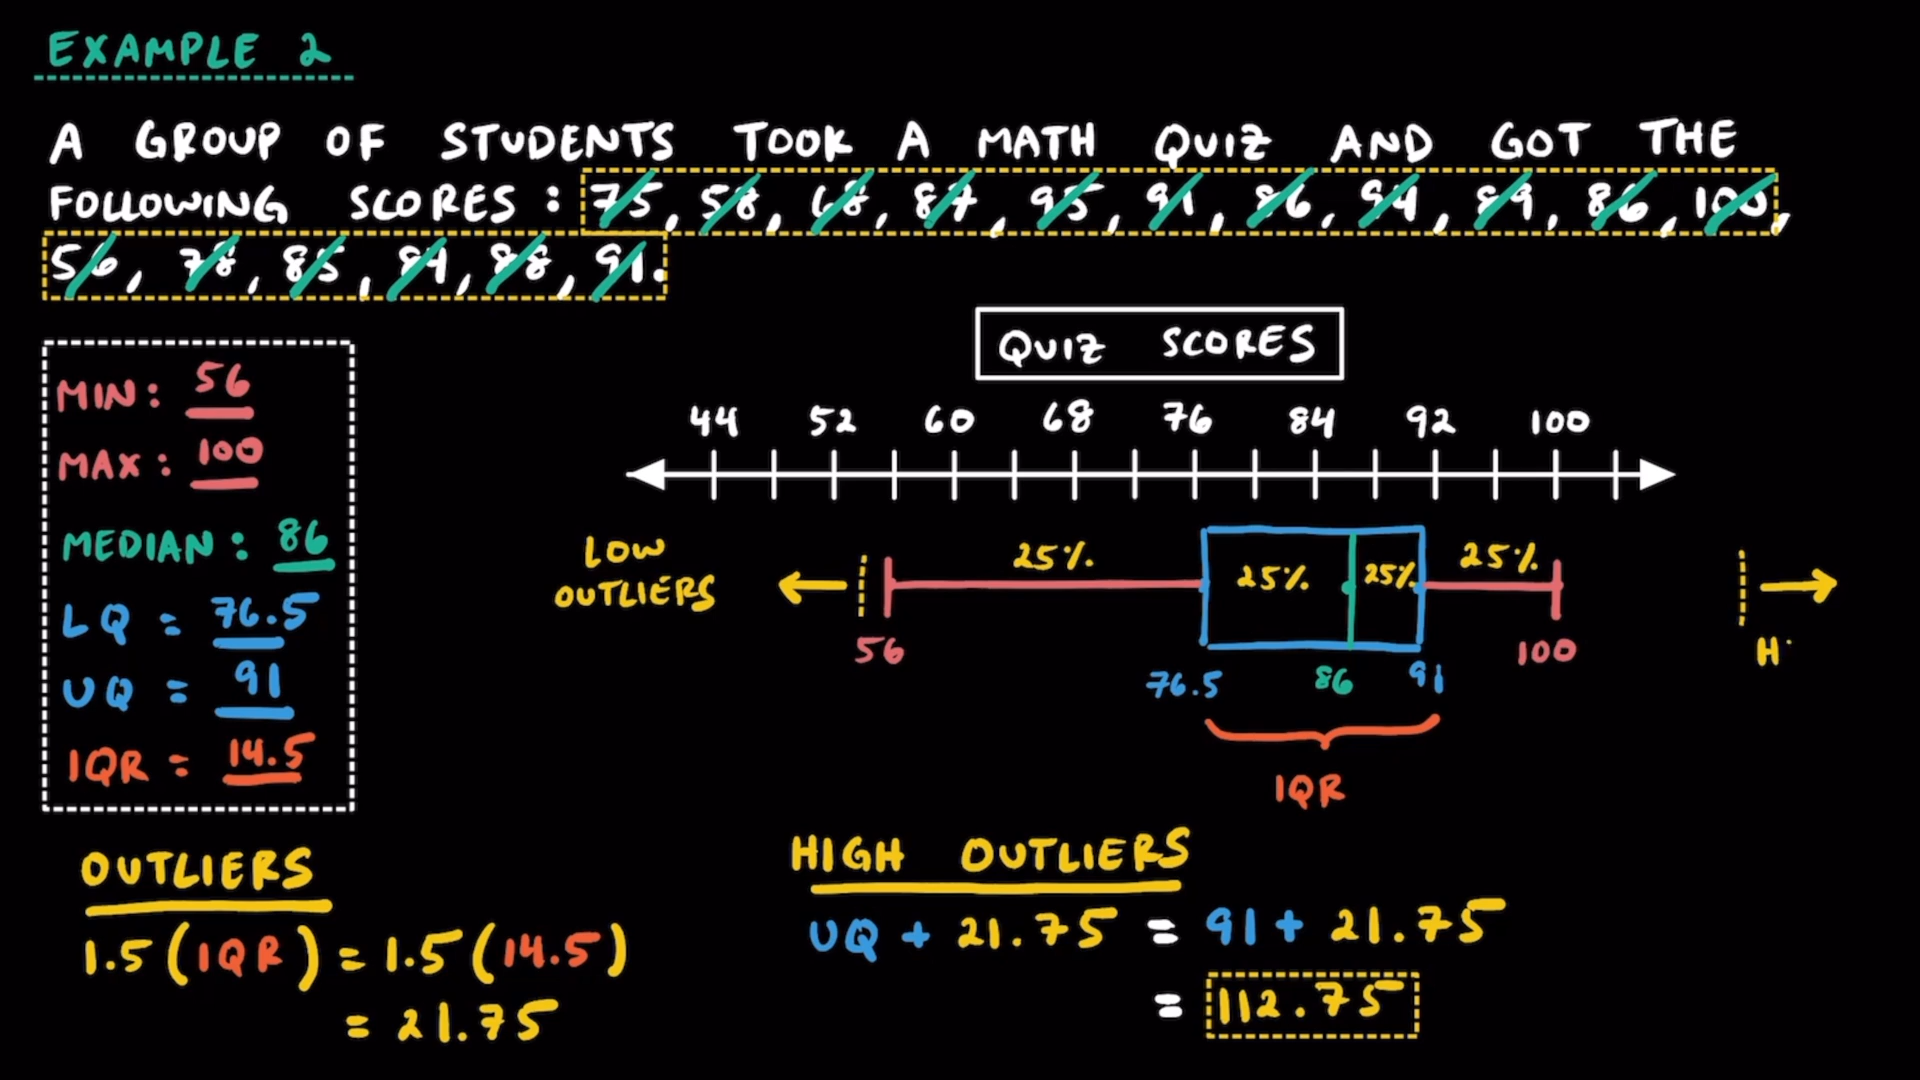 EXAMPLE 2
A GROUP OF STUDENTS TOOK A MATH QUIZ AND GOT THE
FOLLOWING SCORES: 75, 58, 68, 87, 95, 91, 86, 94, 89, 86, 100,
56, 78, 85, 84, 88, 91.
MIN: 56
MAX: 100
MEDIAN: 86
LQ = 76.5
UQ = 91
IQR = 14.5
QUIZ SCORES
44 52 60 68 76 84 92 100
LOW
OUTLIERS
25% 25% 25% 25%
56 76.5 86 91 100
H
IQR
OUTLIERS
1.5(IQR) = 1.5(14.5)
= 21.75
HIGH OUTLIERS
UQ + 21.75 = 91 + 21.75
= 112.75